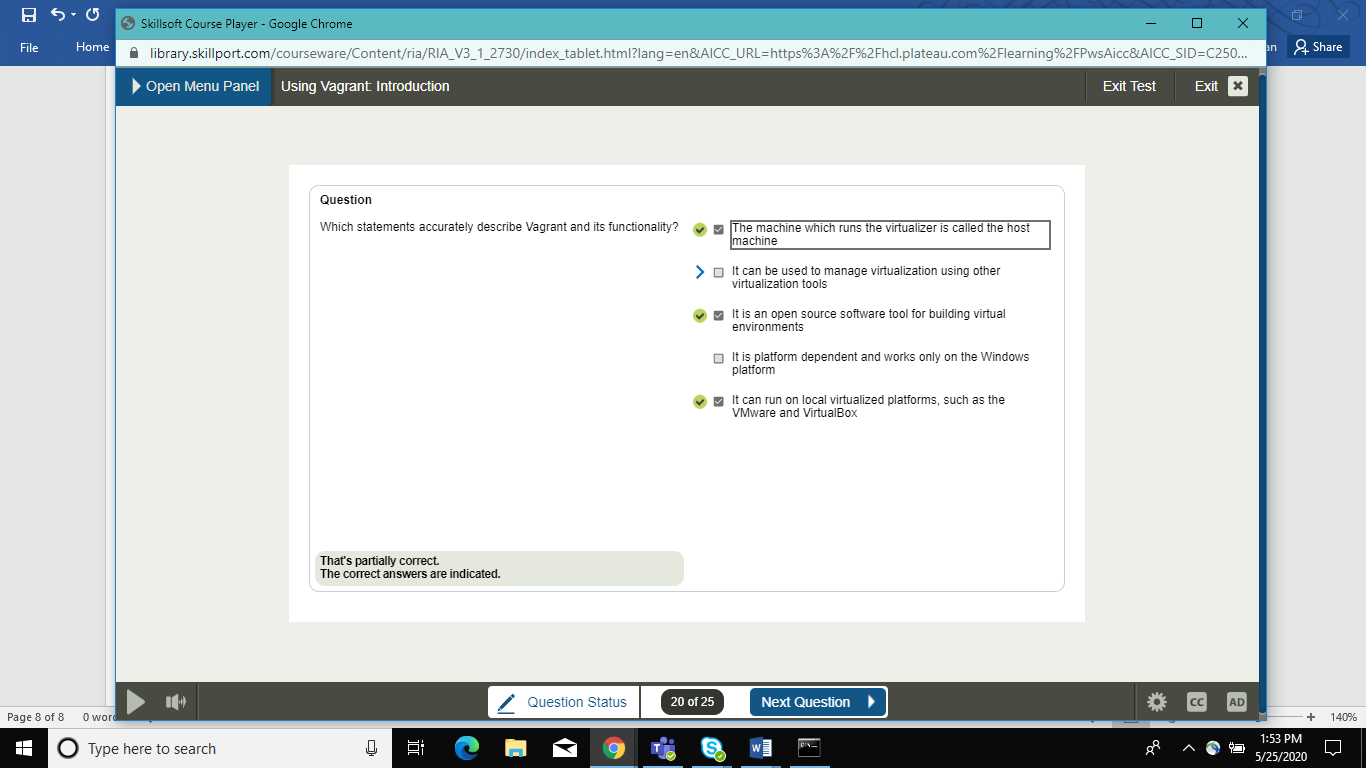 Skillsoft Course Player - Google Chrome
File
Home
Share
library.skillport.com/courseware/Content/ria/RIA_V3_1_2730/index_tablet.html?lang=en&AICC_URL=https%3A%2F%2Fhcl.plateau.com%2Flearning%2FPwsAicc&AICC_SID=C250...
Open Menu Panel
Using Vagrant: Introduction
Exit Test
Exit
Question
Which statements accurately describe Vagrant and its functionality?
The machine which runs the virtualizer is called the host
machine
It can be used to manage virtualization using other
virtualization tools
It is an open source software tool for building virtual
environments
It is platform dependent and works only on the Windows
platform
It can run on local virtualized platforms, such as the
VMware and VirtualBox
That's partially correct.
The correct answers are indicated.
Question Status
20 of 25
Next Question
CC
AD
Page 8 of 8
0
140%
Type here to search
1:53 PM
5/25/2020